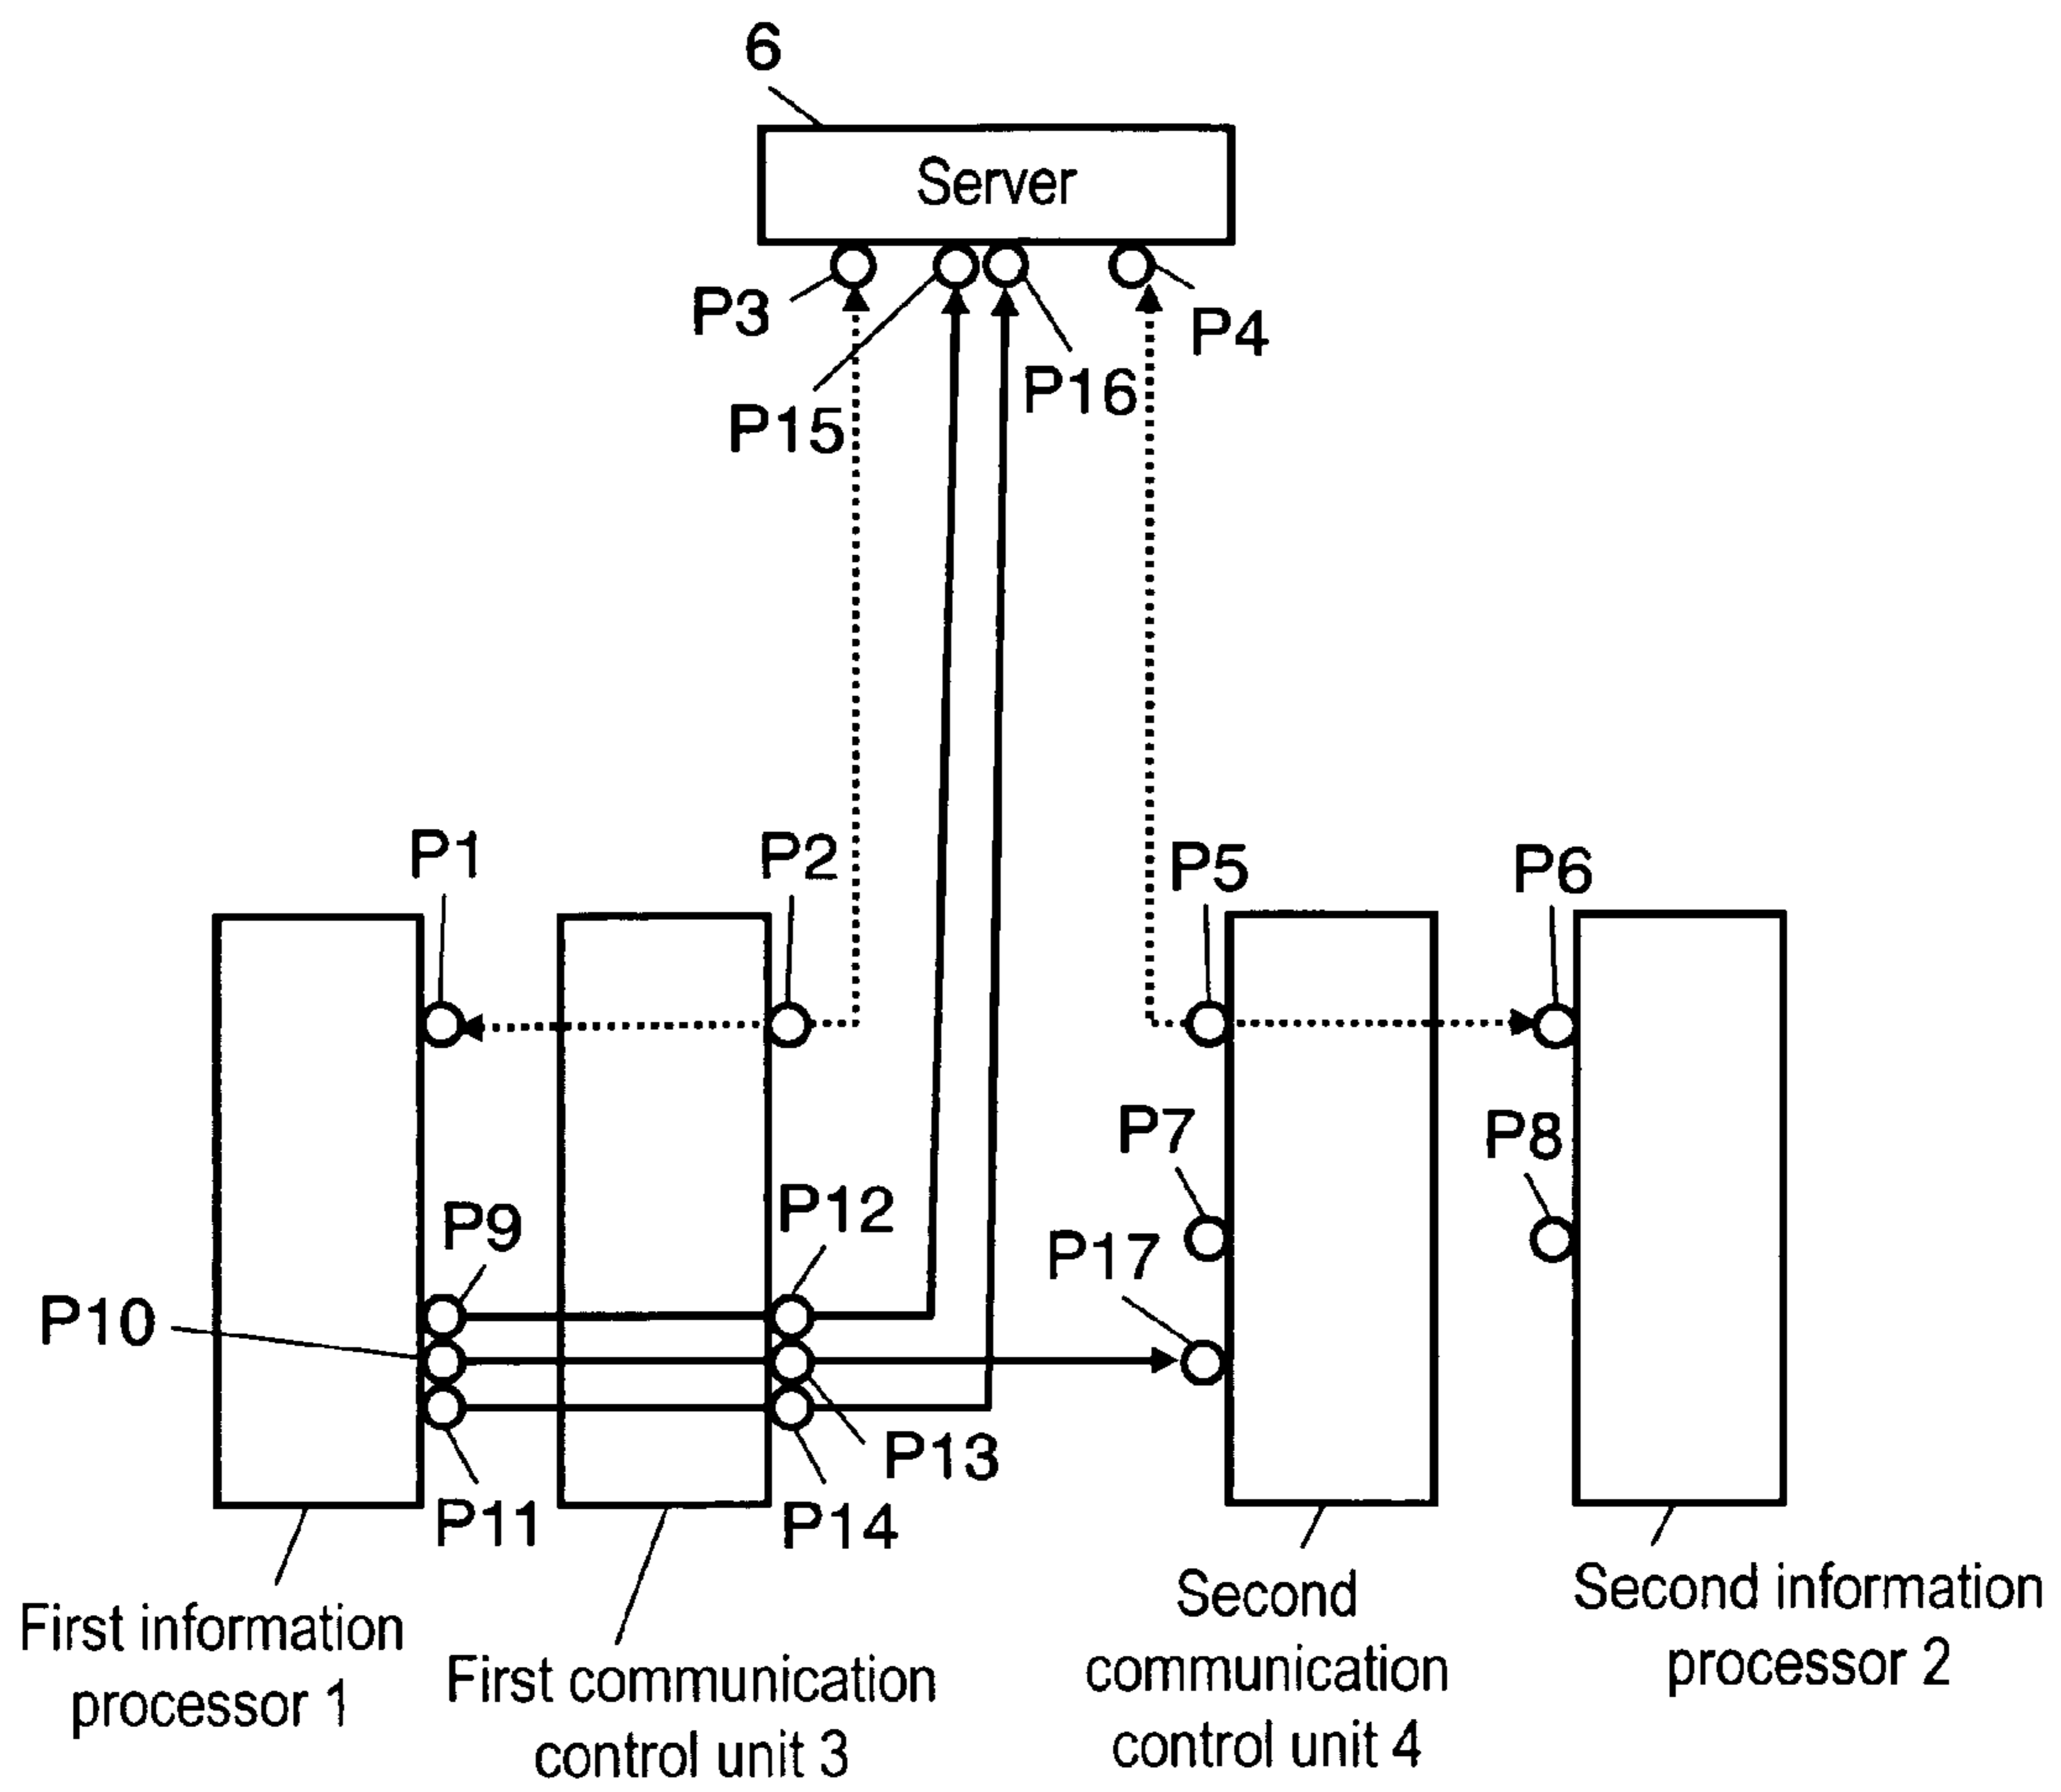 6
Server
P3
P4
P16
P15
P1
P2
P5
P6
P7
P8
P12
P9
P17
P10
P13
P11
P14
First information
processor 1
First communication
control unit 3
Second
communication
control unit 4
Second information
processor 2